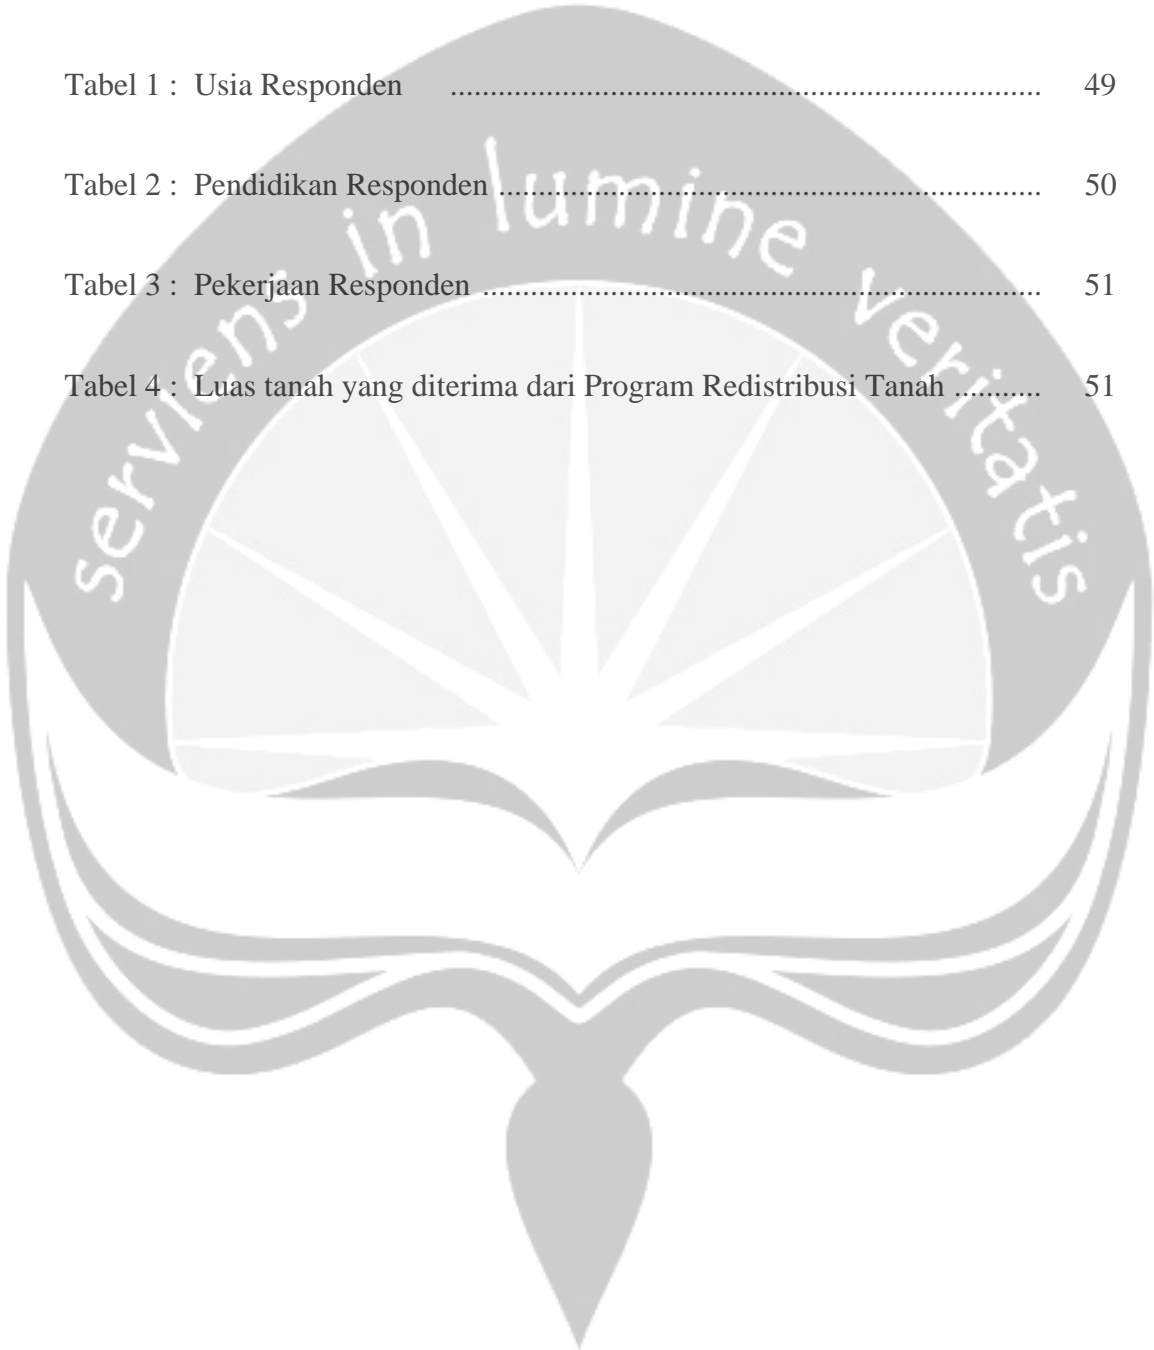 Tabel 1 : Usia Responden .......................................................................... 49
Tabel 2 : Pendidikan Responden .................................................................... 50
Tabel 3 : Pekerjaan Responden ...................................................................... 51
Tabel 4 : Luas tanah yang diterima dari Program Redistribusi Tanah ........... 51
serviens in lumine veritatis